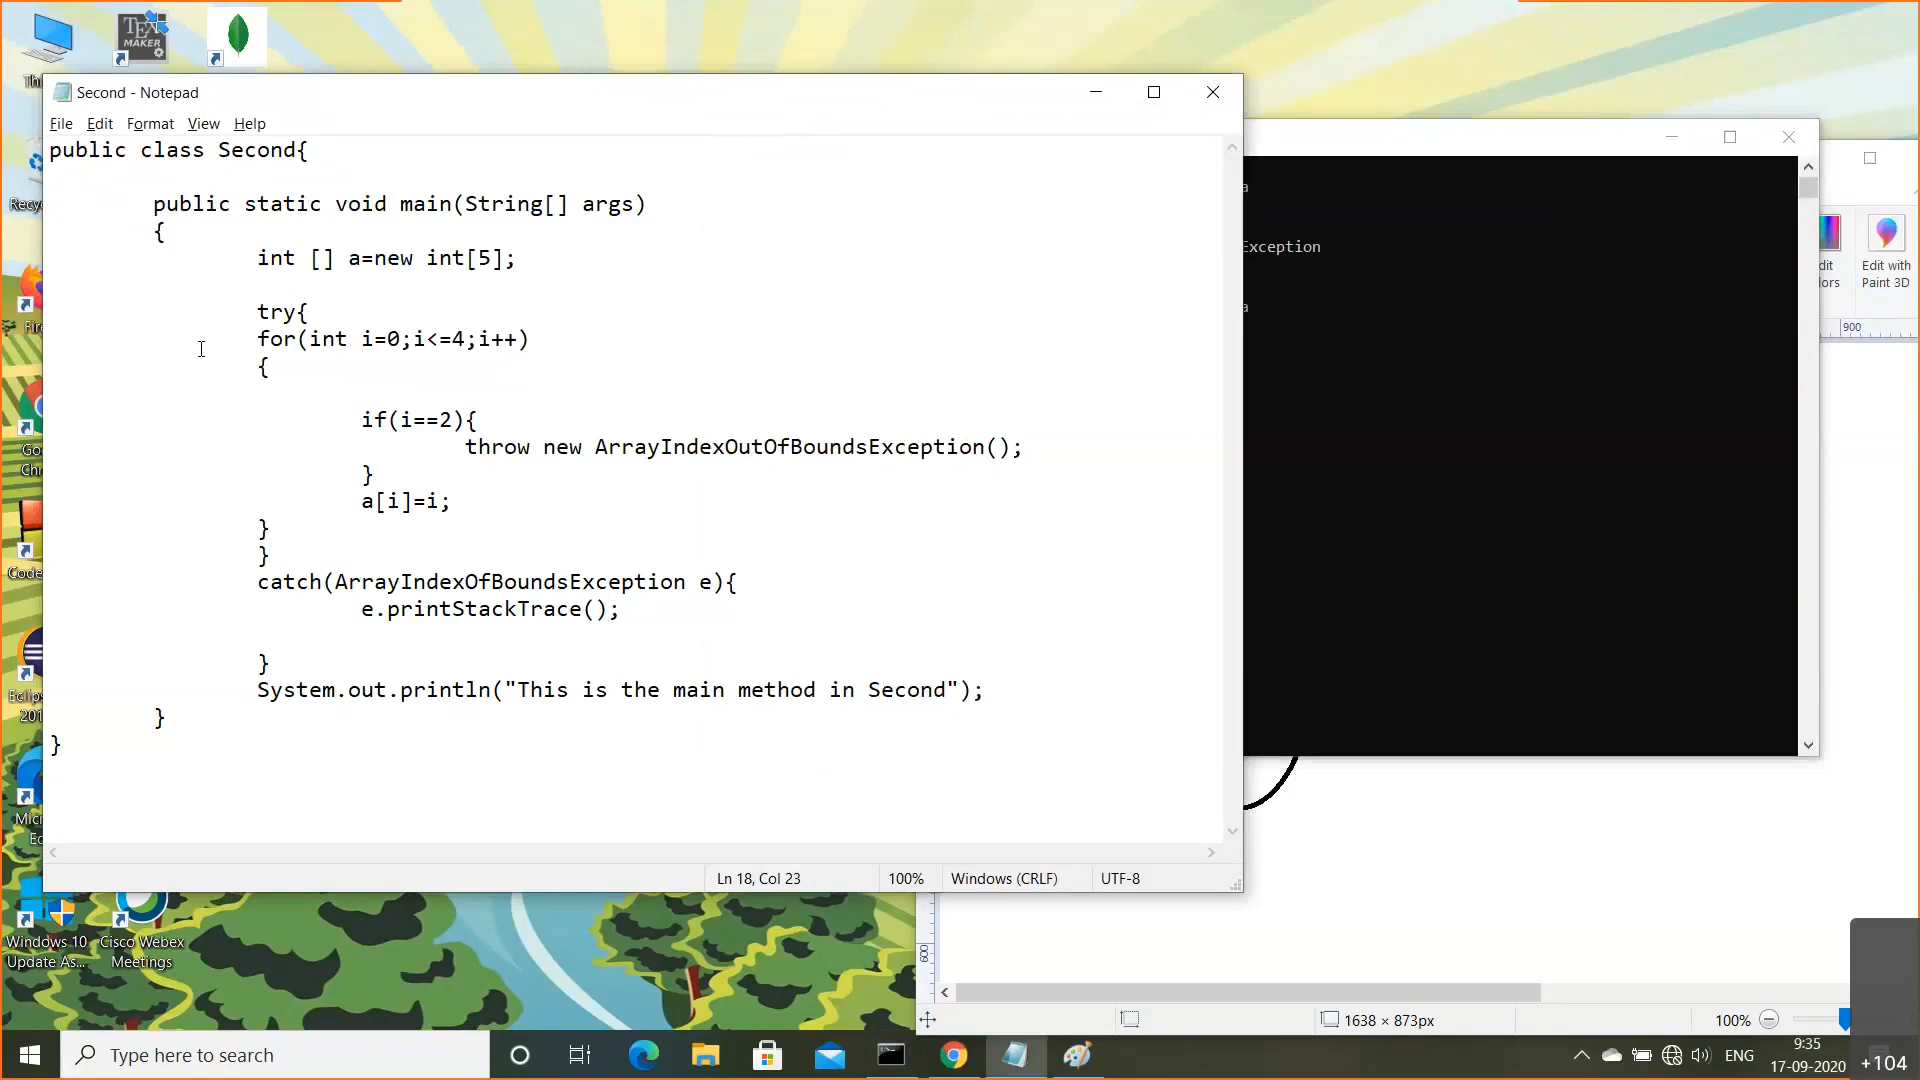 TEX
MAKER
Second - Notepad
File Edit Format View Help
public class Second{
public static void main(String[] args)
{
int [] a=new int[5];
try{
for(int i=0;i<=4;i++)
{
if(i==2){
throw new ArrayIndexOutOfBoundsException();
}
a[i]=i;
}
}
catch(ArrayIndexOfBoundsException e){
e.printStackTrace();
}
System.out.println("This is the main method in Second");
}
}
Ln 18, Col 23
100%
Windows (CRLF)
UTF-8
a
Exception
a
Edit with
Paint 3D
900
600
1638 × 873px
100%
Windows 10
Update As...
Cisco Webex
Meetings
Type here to search
ENG
9:35
17-09-2020
+104